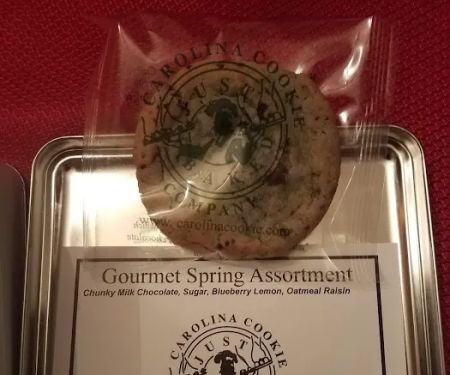 CAROLINA COOKIE
JUST
BAKED
COMPANY
www.carolinacookie.com
Gourmet Spring Assortment
Chunky Milk Chocolate, Sugar, Blueberry Lemon, Oatmeal Raisin
CAROLINA COOKIE
JUST